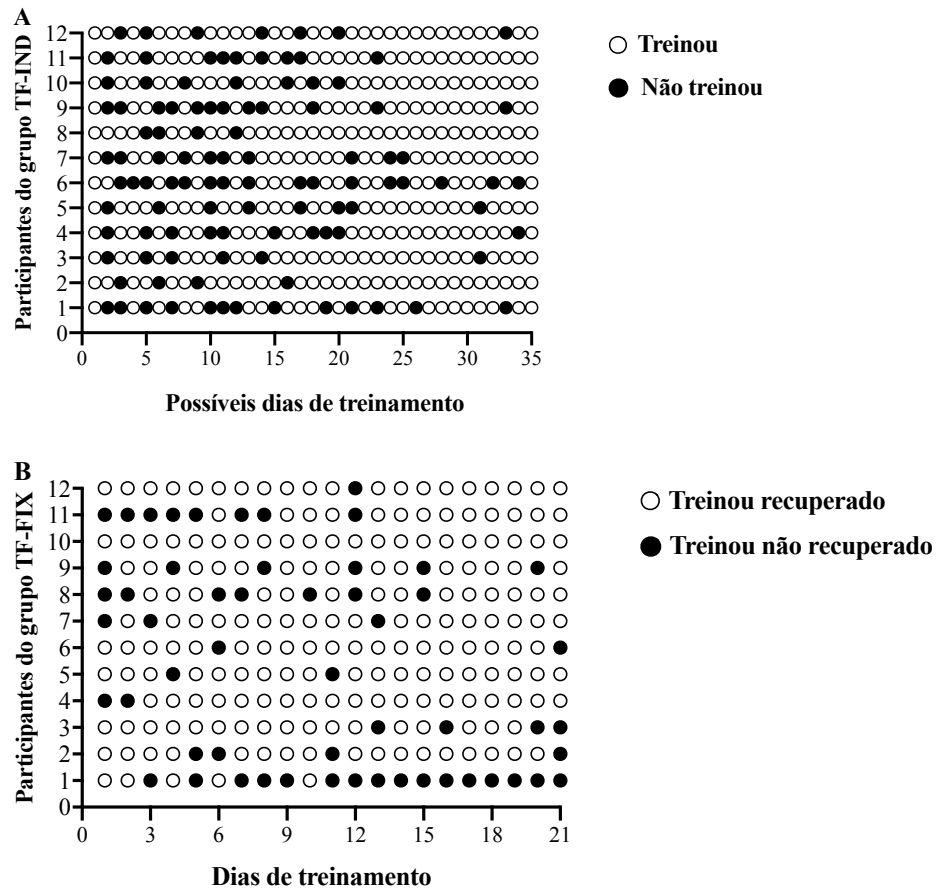 A
Participantes do grupo TF-IND
12
11
10
9
8
7
6
5
4
3
2
1
0
0 5 10 15 20 25 30 35
Possíveis dias de treinamento
Treinou
Não treinou
B
Participantes do grupo TF-FIX
12
11
10
9
8
7
6
5
4
3
2
1
0
0 3 6 9 12 15 18 21
Dias de treinamento
Treinou recuperado
Treinou não recuperado